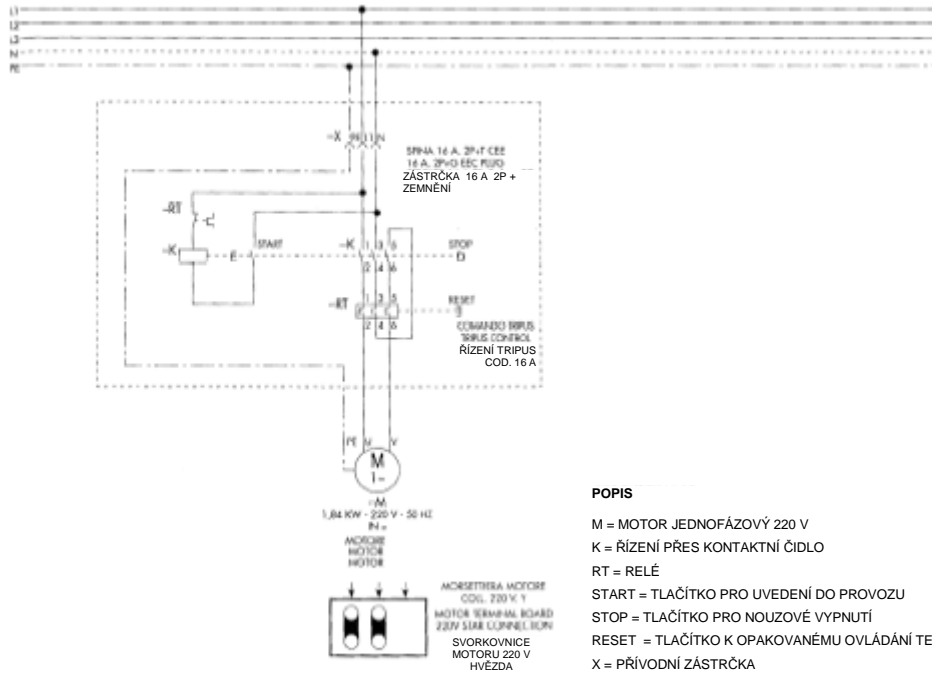 L1
L2
L3
N
PE
-X PE L1 N
SPINA 16 A. 2P+T CEE
16 A. 2P+G EEC PLUG
ZÁSTRČKA 16 A 2P +
ZEMNĚNÍ
-RT
-K
E
START
-K 1 3 5
STOP
2 4 6
-RT 1 3 5
RESET
2 4 6
COMANDO TRIPUS
TRIPUS CONTROL
ŘÍZENÍ TRIPUS
COD. 16 A
PE U V
M
1~
-M
1,84 KW - 220 V - 50 HZ
IN =
MOTORE
MOTOR
MOTOR
MORSETTIERA MOTORE
COLL. 220 V. Y
MOTOR TERMINAL BOARD
220V STAR CONNECTION
SVORKOVNICE
MOTORU 220 V
HVĚZDA
POPIS
M = MOTOR JEDNOFÁZOVÝ 220 V
K = ŘÍZENÍ PŘES KONTAKTNÍ ČIDLO
RT = RELÉ
START = TLAČÍTKO PRO UVEDENÍ DO PROVOZU
STOP = TLAČÍTKO PRO NOUZOVÉ VYPNUTÍ
RESET = TLAČÍTKO K OPAKOVANÉMU OVLÁDÁNÍ TE
X = PŘÍVODNÍ ZÁSTRČKA